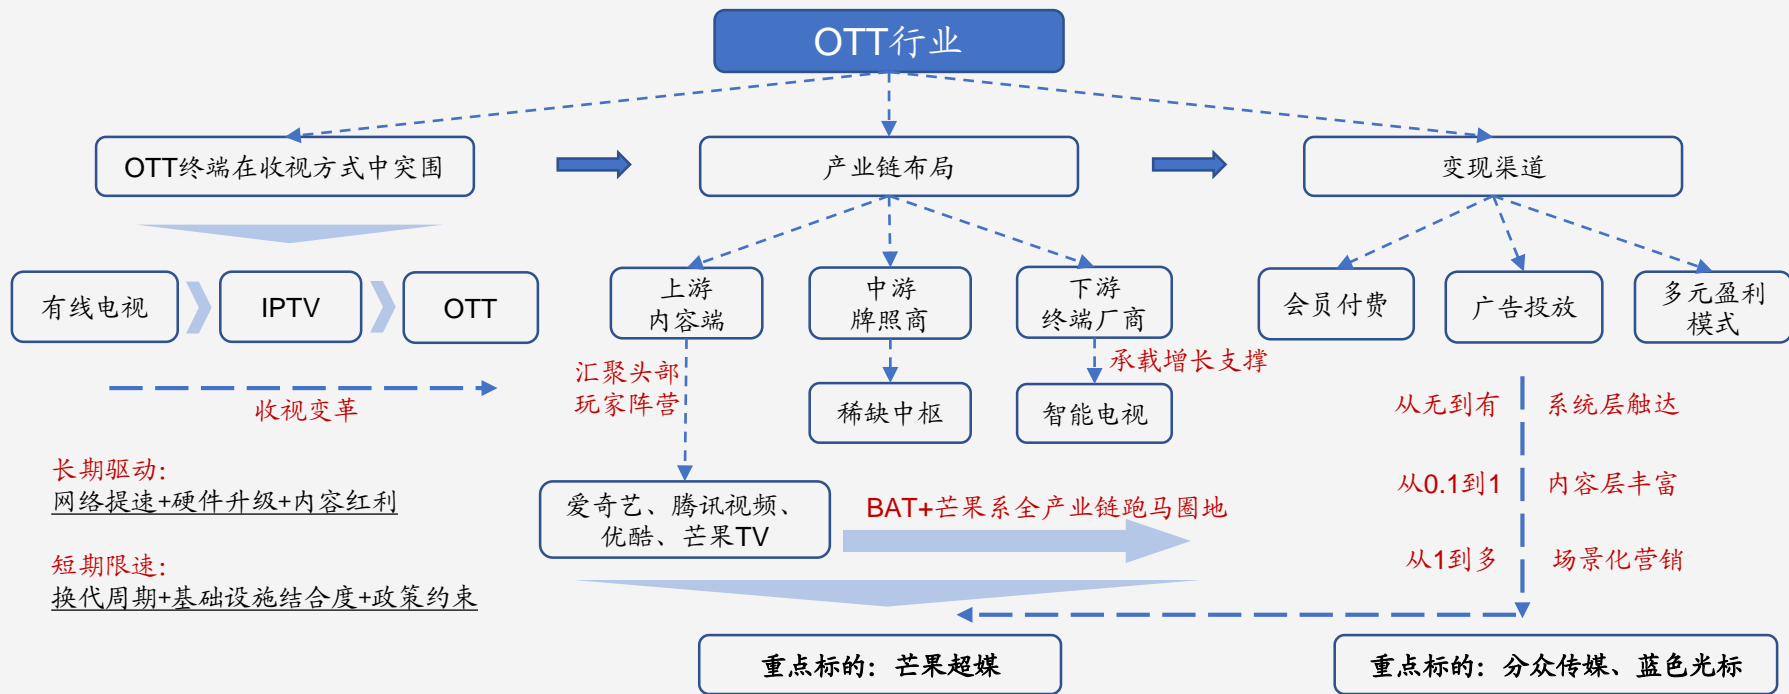 OTT行业
OTT终端在收视方式中突围
产业链布局
变现渠道
有线电视
IPTV
OTT
上游
内容端
中游
牌照商
下游
终端厂商
会员付费
广告投放
多元盈利
模式
收视变革
汇聚头部
玩家阵营
稀缺中枢
承载增长支撑
智能电视
从无到有
系统层触达
从0.1到1
内容层丰富
从1到多
场景化营销
长期驱动:
网络提速+硬件升级+内容红利
短期限速:
换代周期+基础设施结合度+政策约束
爱奇艺、腾讯视频、
优酷、芒果TV
BAT+芒果系全产业链跑马圈地
重点标的：芒果超媒
重点标的：分众传媒、蓝色光标